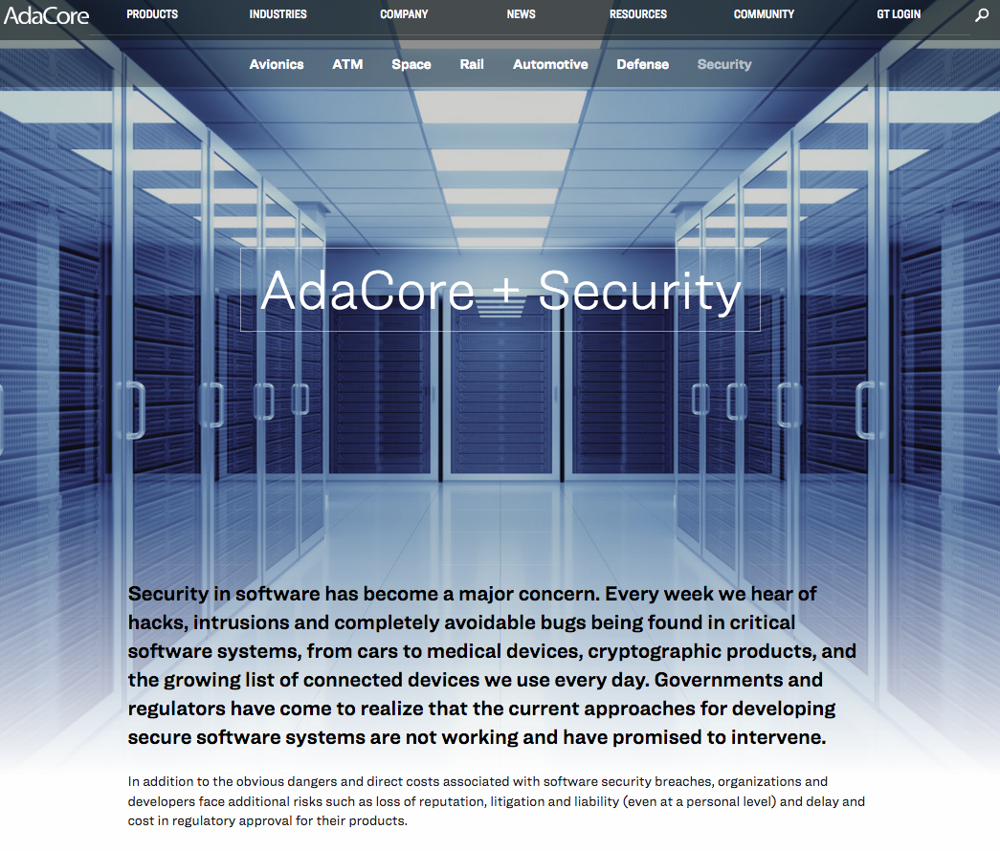 AdaCore PRODUCTS INDUSTRIES COMPANY NEWS RESOURCES COMMUNITY GT LOGIN
Avionics ATM Space Rail Automotive Defense Security
AdaCore + Security
Security in software has become a major concern. Every week we hear of
hacks, intrusions and completely avoidable bugs being found in critical
software systems, from cars to medical devices, cryptographic products, and
the growing list of connected devices we use every day. Governments and
regulators have come to realize that the current approaches for developing
secure software systems are not working and have promised to intervene.
In addition to the obvious dangers and direct costs associated with software security breaches, organizations and
developers face additional risks such as loss of reputation, litigation and liability (even at a personal level) and delay and
cost in regulatory approval for their products.